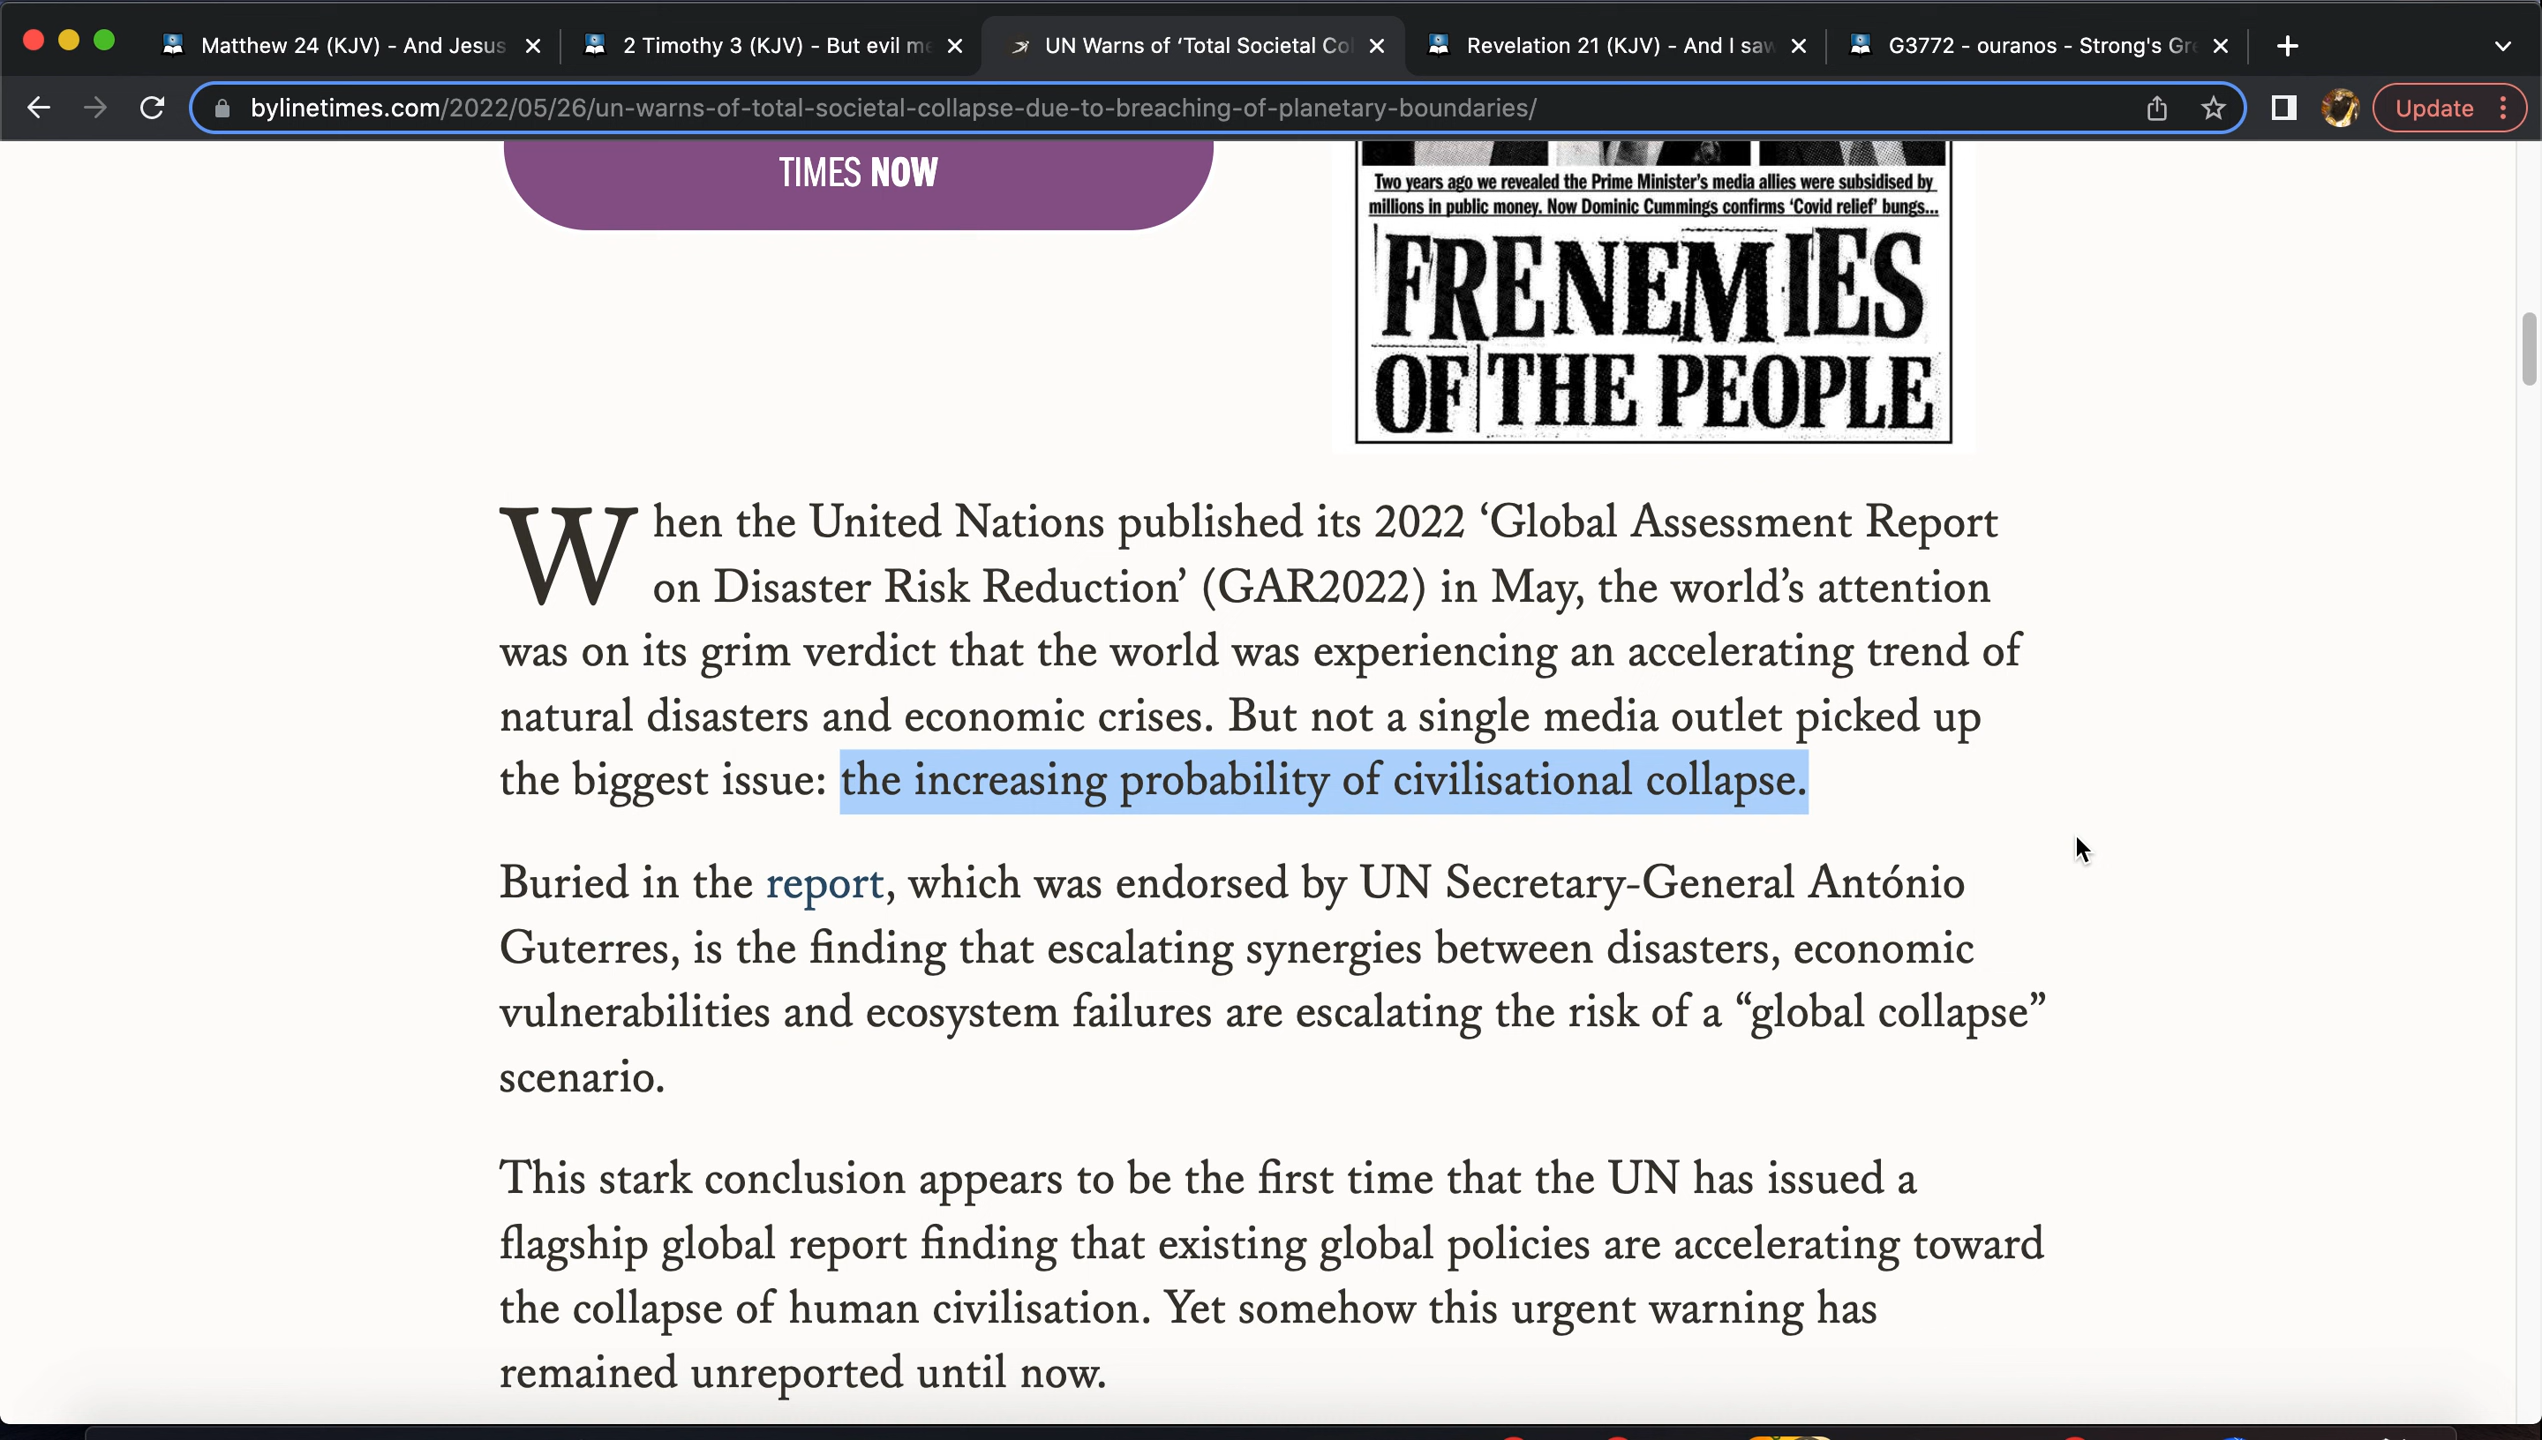 Matthew 24 (KJV) - And Jesus
2 Timothy 3 (KJV) - But evil me
UN Warns of ‘Total Societal Co
Revelation 21 (KJV) - And I saw
G3772 - ouranos - Strong's Gre
bylinetimes.com/2022/05/26/un-warns-of-total-societal-collapse-due-to-breaching-of-planetary-boundaries/
Update
TIMES NOW
Two years ago we revealed the Prime Minister's media allies were subsidised by
millions in public money. Now Dominic Cummings confirms ‘Covid relief’ bungs...
FRENEMIES
OF THE PEOPLE
When the United Nations published its 2022 ‘Global Assessment Report
on Disaster Risk Reduction’ (GAR2022) in May, the world’s attention
was on its grim verdict that the world was experiencing an accelerating trend of
natural disasters and economic crises. But not a single media outlet picked up
the biggest issue: the increasing probability of civilisational collapse.
Buried in the report, which was endorsed by UN Secretary-General António
Guterres, is the finding that escalating synergies between disasters, economic
vulnerabilities and ecosystem failures are escalating the risk of a “global collapse”
scenario.
This stark conclusion appears to be the first time that the UN has issued a
flagship global report finding that existing global policies are accelerating toward
the collapse of human civilisation. Yet somehow this urgent warning has
remained unreported until now.